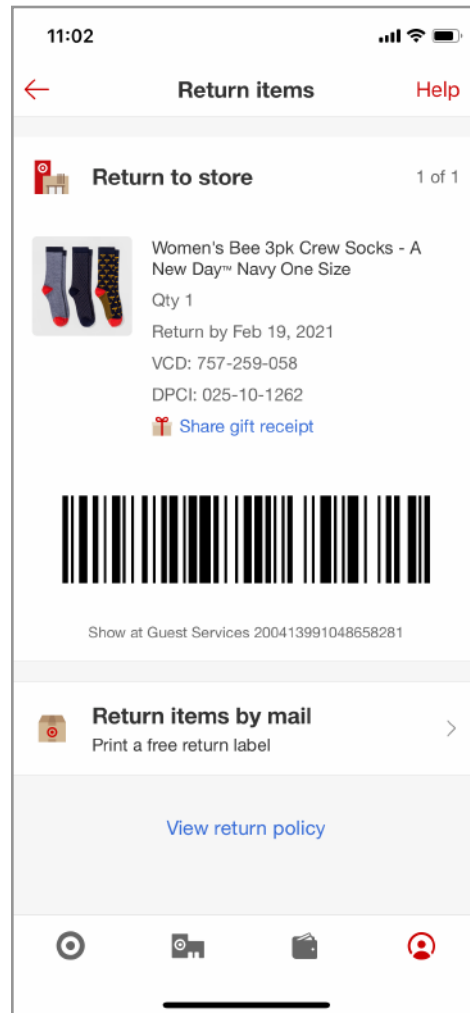 11:02
Return items
Help
Return to store
1 of 1
Women's Bee 3pk Crew Socks - A
New Day™ Navy One Size
Qty 1
Return by Feb 19, 2021
VCD: 757-259-058
DPCI: 025-10-1262
Share gift receipt
Show at Guest Services 200413991048658281
Return items by mail
Print a free return label
View return policy